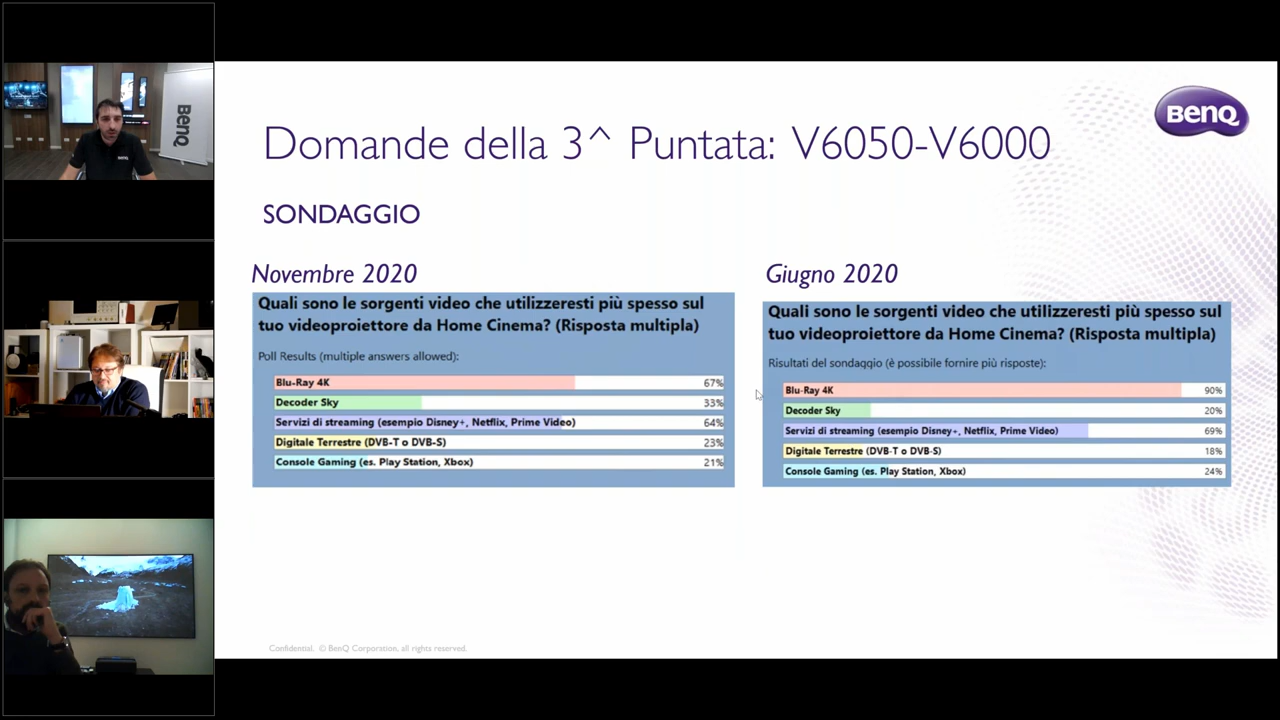 BenQ
BenQ
Domande della 3^ Puntata: V6050-V6000
SONDAGGIO
Novembre 2020
Quali sono le sorgenti video che utilizzeresti più spesso sul
tuo videoproiettore da Home Cinema? (Risposta multipla)
Poll Results (multiple answers allowed):
Blu-Ray 4K 67%
Decoder Sky 33%
Servizi di streaming (esempio Disney+, Netflix, Prime Video) 64%
Digitale Terrestre (DVB-T o DVB-S) 23%
Console Gaming (es. Play Station, Xbox) 21%
Giugno 2020
Quali sono le sorgenti video che utilizzeresti più spesso sul
tuo videoproiettore da Home Cinema? (Risposta multipla)
Risultati del sondaggio (è possibile fornire più risposte):
Blu-Ray 4K 90%
Decoder Sky 20%
Servizi di streaming (esempio Disney+, Netflix, Prime Video) 69%
Digitale Terrestre (DVB-T o DVB-S) 18%
Console Gaming (es. Play Station, Xbox) 24%
Confidential. © BenQ Corporation, all rights reserved.